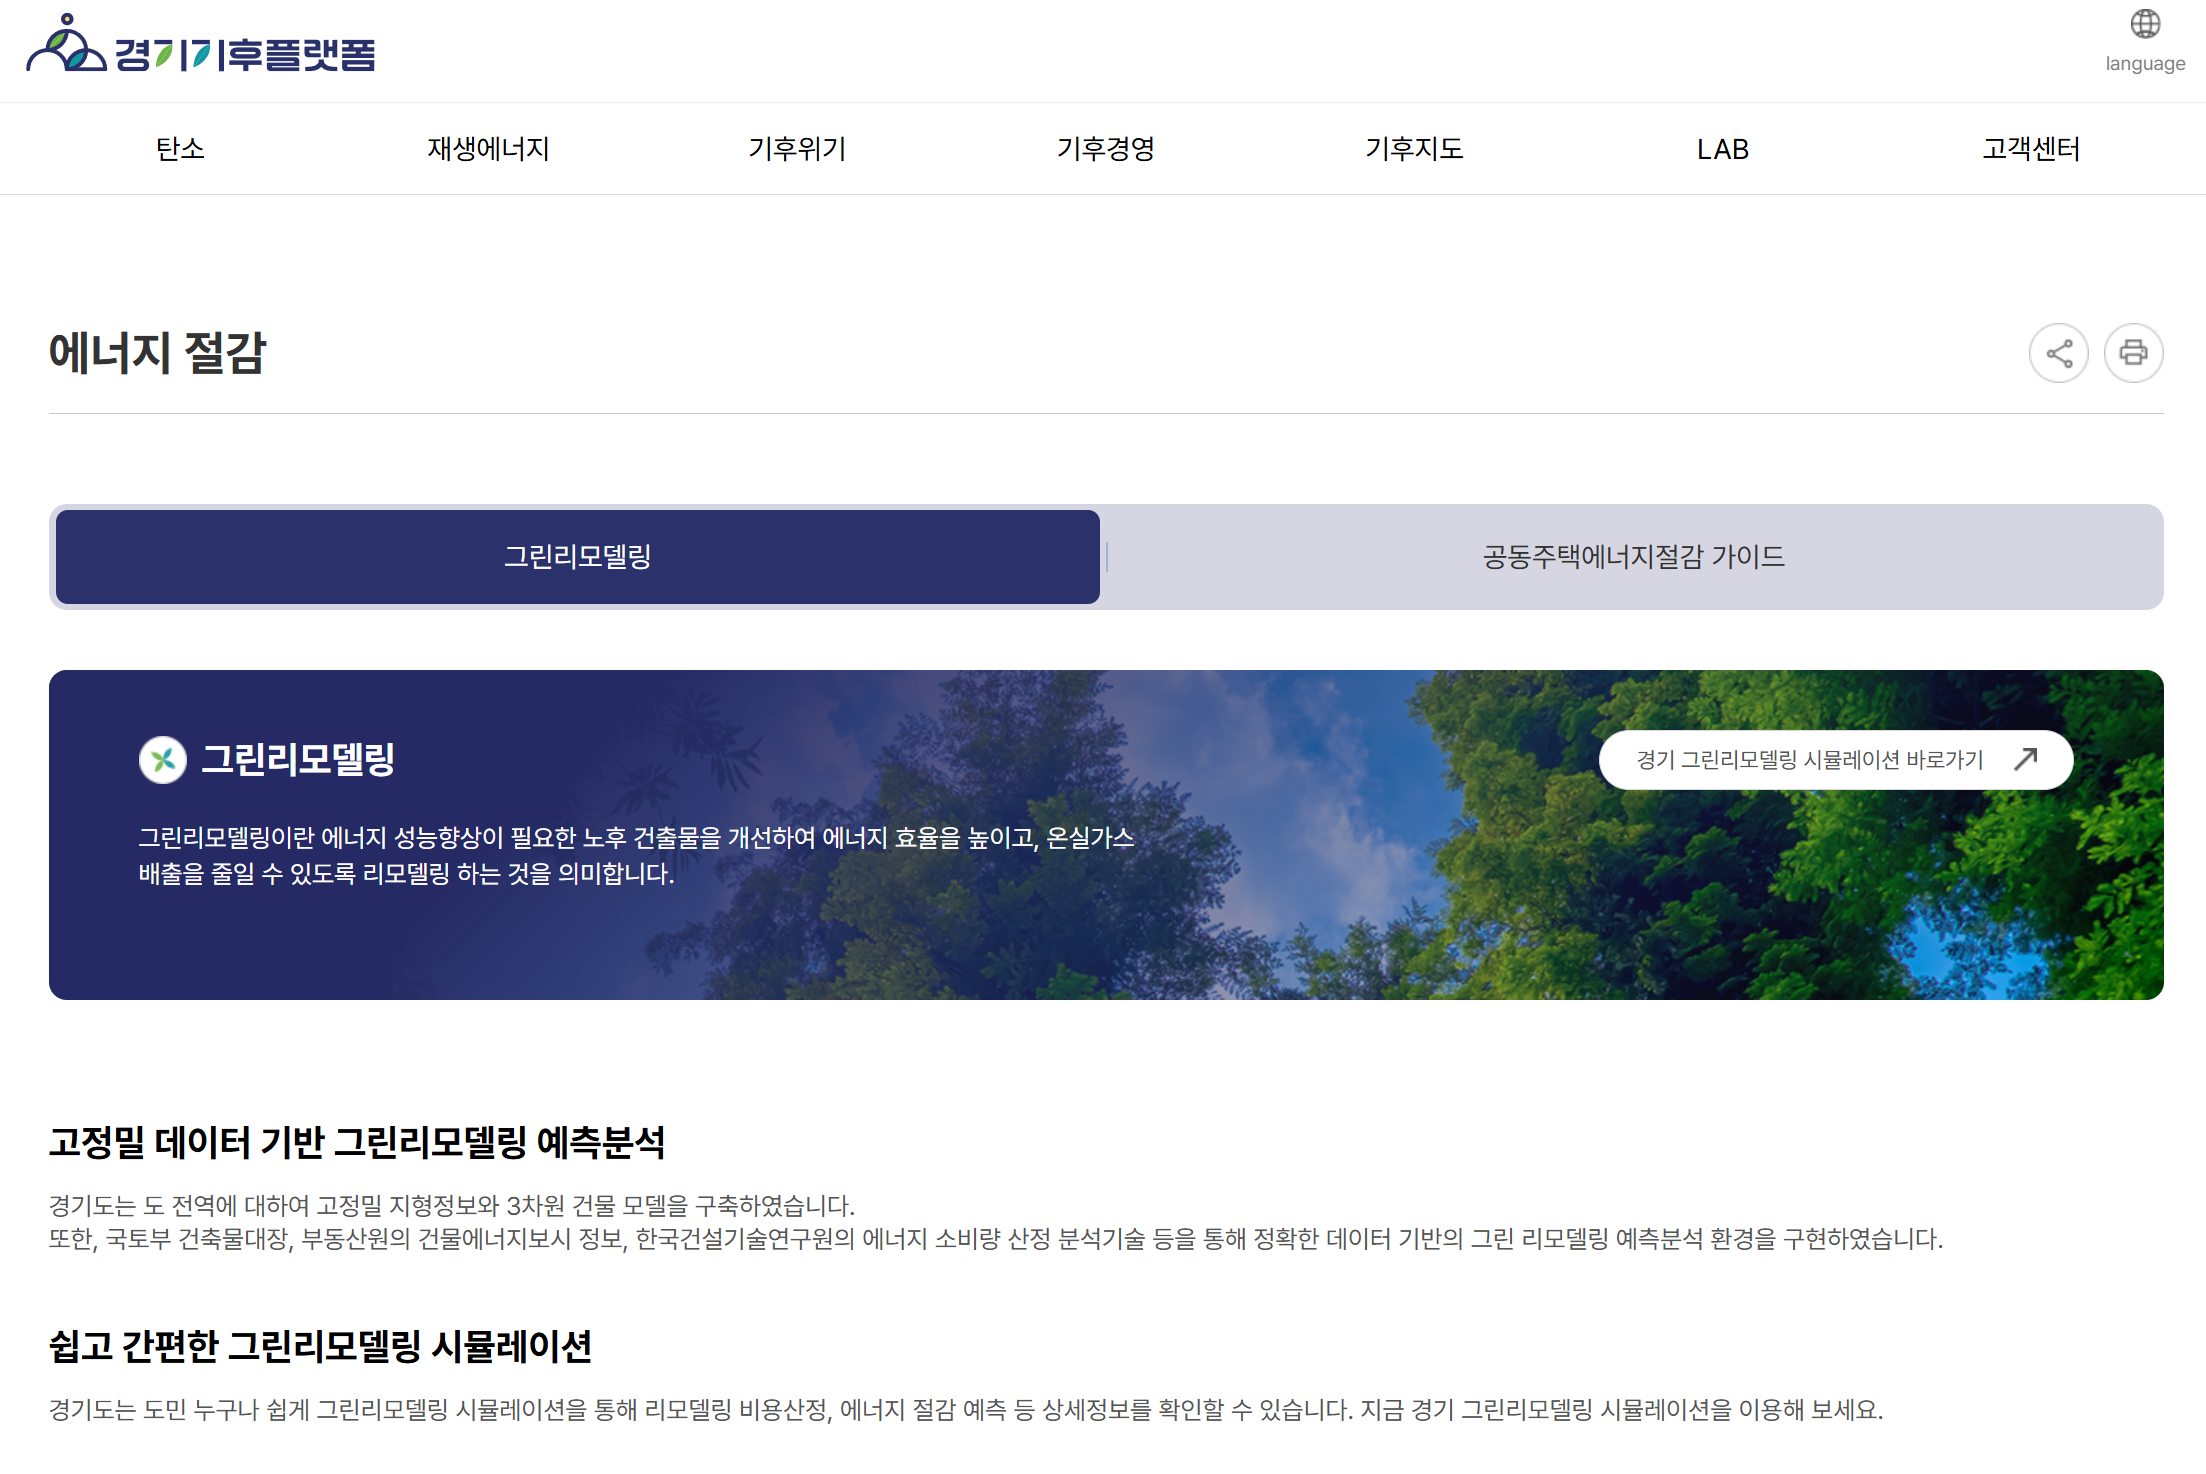 경기기후플랫폼
language
탄소 재생에너지 기후위기 기후경영 기후지도 LAB 고객센터
에너지 절감
그린리모델링
공동주택에너지절감 가이드
그린리모델링
경기 그린리모델링 시뮬레이션 바로가기
그린리모델링이란 에너지 성능향상이 필요한 노후 건출물을 개선하여 에너지 효율을 높이고, 온실가스
배출을 줄일 수 있도록 리모델링 하는 것을 의미합니다.
고정밀 데이터 기반 그린리모델링 예측분석
경기도는 도 전역에 대하여 고정밀 지형정보와 3차원 건물 모델을 구축하였습니다.
또한, 국토부 건축물대장, 부동산원의 건물에너지보시 정보, 한국건설기술연구원의 에너지 소비량 산정 분석기술 등을 통해 정확한 데이터 기반의 그린 리모델링 예측분석 환경을 구현하였습니다.
쉽고 간편한 그린리모델링 시뮬레이션
경기도는 도민 누구나 쉽게 그린리모델링 시뮬레이션을 통해 리모델링 비용산정, 에너지 절감 예측 등 상세정보를 확인할 수 있습니다. 지금 경기 그린리모델링 시뮬레이션을 이용해 보세요.